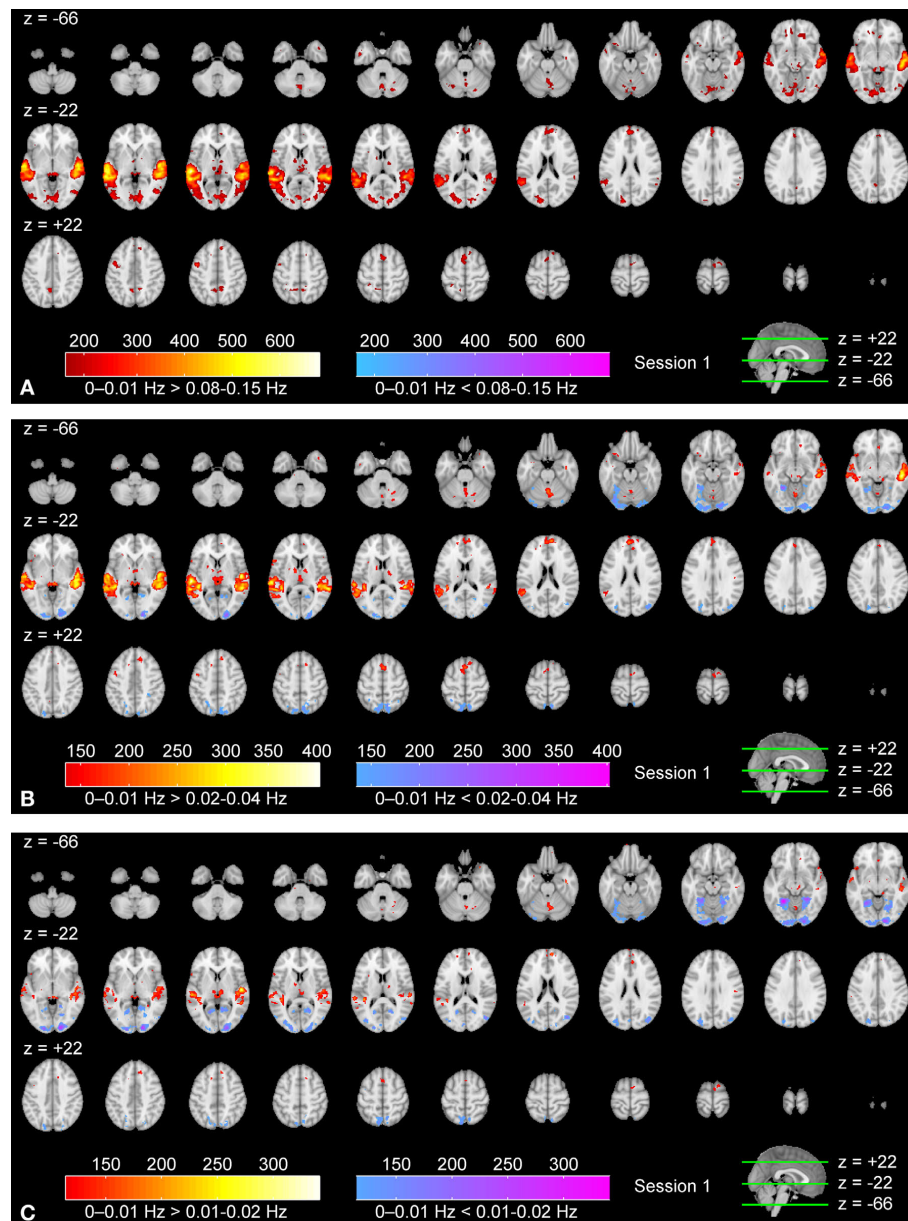 z = -66
z = -22
z = +22
200 300 400 500 600
0–0.01 Hz > 0.08-0.15 Hz
200 300 400 500 600
0–0.01 Hz < 0.08-0.15 Hz
Session 1
z = +22
z = -22
z = -66
A
z = -66
z = -22
z = +22
150 200 250 300 350 400
0–0.01 Hz > 0.02-0.04 Hz
150 200 250 300 350 400
0–0.01 Hz < 0.02-0.04 Hz
Session 1
z = +22
z = -22
z = -66
B
z = -66
z = -22
z = +22
150 200 250 300
0–0.01 Hz > 0.01-0.02 Hz
150 200 250 300
0–0.01 Hz < 0.01-0.02 Hz
Session 1
z = +22
z = -22
z = -66
C